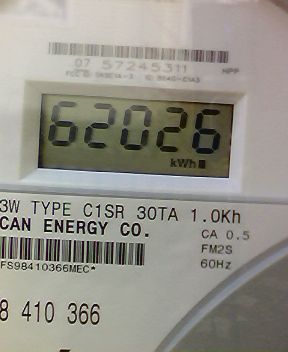 07 57245311
NPP
62026
kWh
3W TYPE C1SR 30TA 1.0Kh
CAN ENERGY CO.
CA 0.5
FM2S
FS98410366MEC*
60Hz
8 410 366